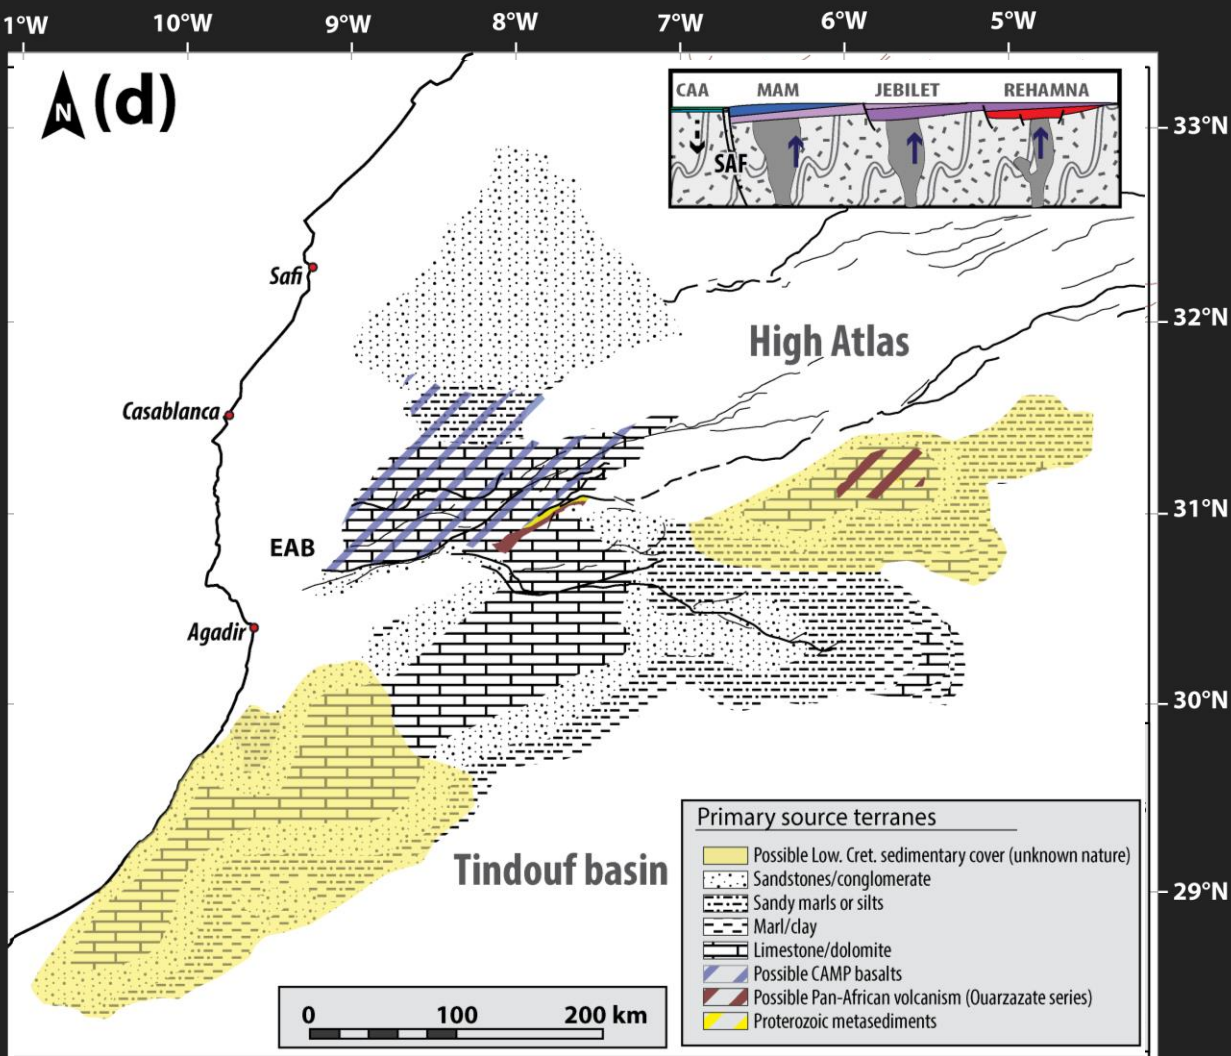 1°W 10°W 9°W 8°W 7°W 6°W 5°W
N (d)
CAA MAM JEBILET REHAMNA
SAF
33°N
Safi
32°N
High Atlas
Casablanca
31°N
EAB
Agadir
30°N
Tindouf basin
29°N
Primary source terranes
Possible Low. Cret. sedimentary cover (unknown nature)
Sandstones/conglomerate
Sandy marls or silts
Marl/clay
Limestone/dolomite
Possible CAMP basalts
Possible Pan-African volcanism (Ouarzazate series)
Proterozoic metasediments
0 100 200 km